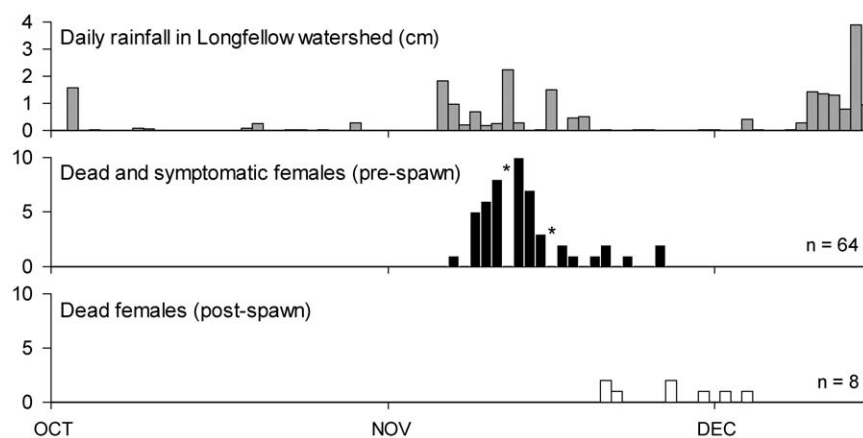 4
Daily rainfall in Longfellow watershed (cm)
3
2
1
0
10
Dead and symptomatic females (pre-spawn)
*
5
*
n = 64
0
10
Dead females (post-spawn)
5
n = 8
0
OCT NOV DEC